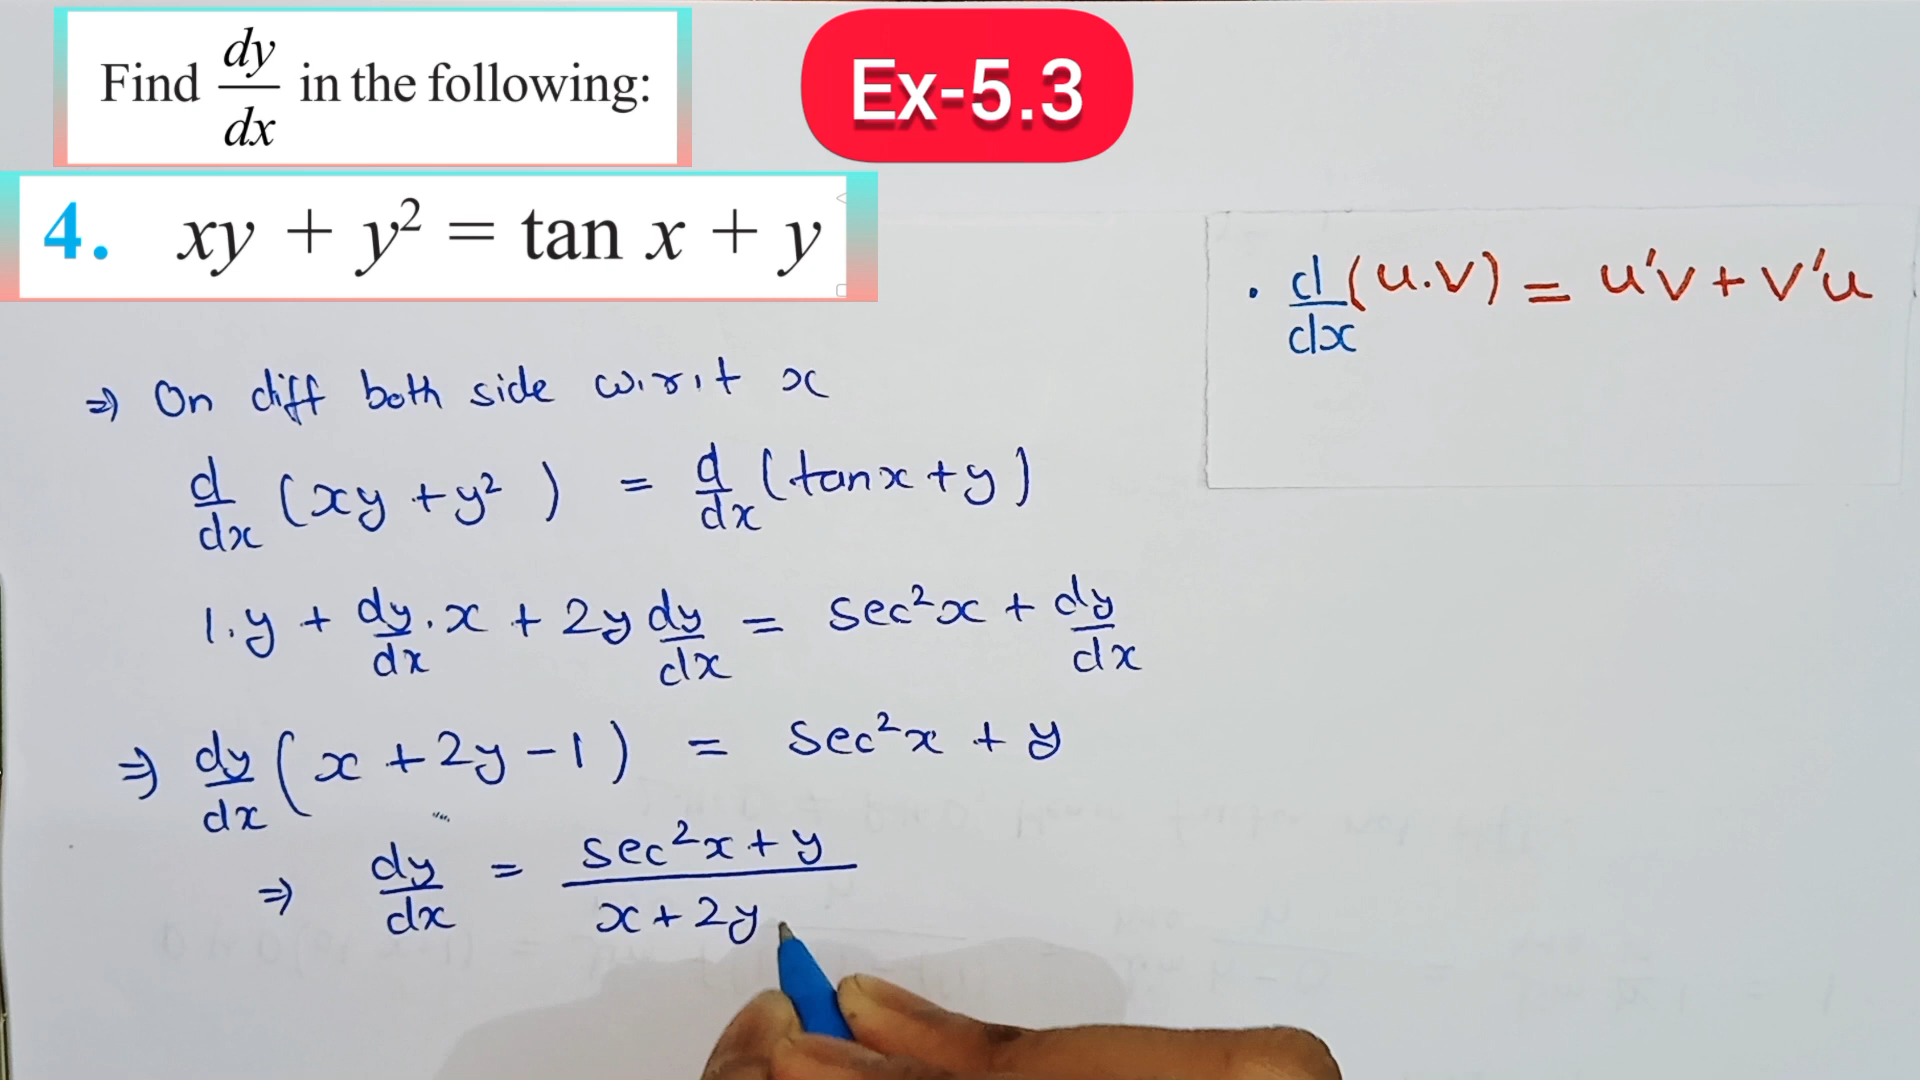 Find dy/dx in the following:
Ex-5.3
4. xy + y² = tan x + y
. d/dx (u.v) = u'v + v'u
⇒ On diff both side w.r.t x
d/dx (xy + y²) = d/dx (tanx + y)
1.y + dy/dx . x + 2y dy/dx = sec²x + dy/dx
⇒ dy/dx (x + 2y - 1) = sec²x + y
⇒ dy/dx = sec²x + y / x + 2y